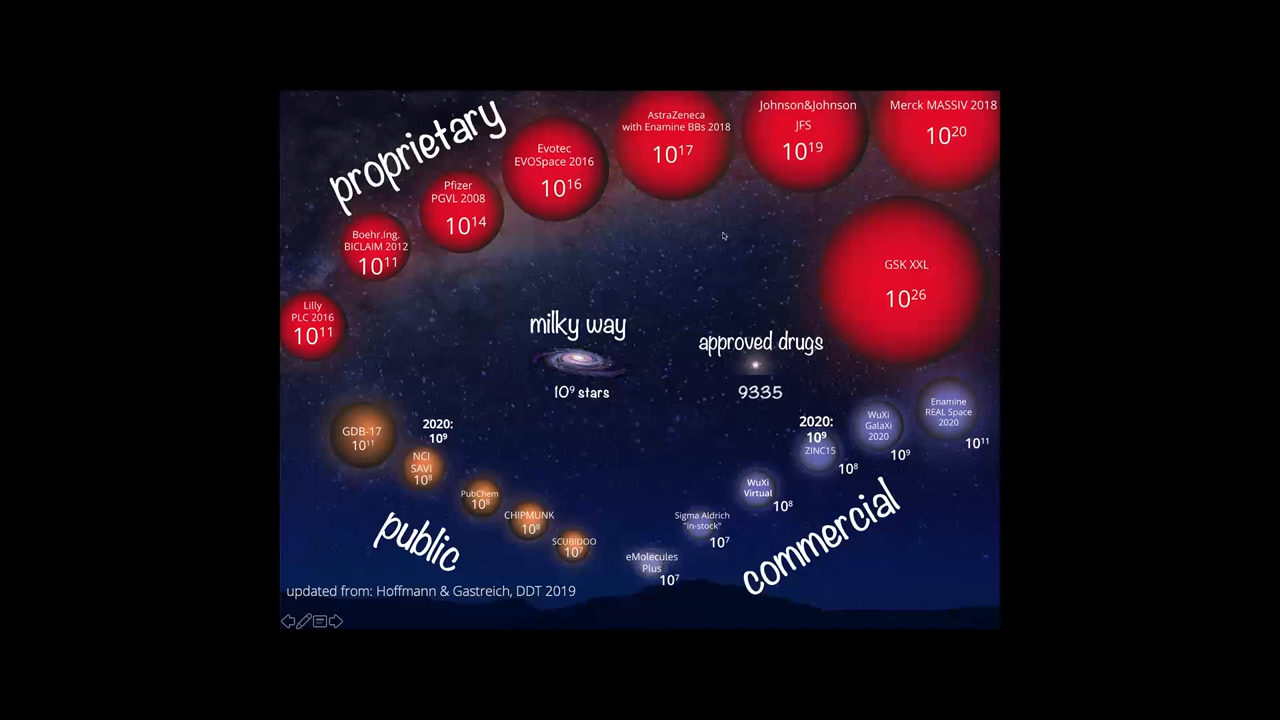 proprietary
Lilly
PLC 2016
10¹¹
Boehr.Ing.
BICLAIM 2012
10¹¹
Pfizer
PGVL 2008
10¹⁴
Evotec
EVOSpace 2016
10¹⁶
AstraZeneca
with Enamine BBs 2018
10¹⁷
Johnson&Johnson
JFS
10¹⁹
Merck MASSIV 2018
10²⁰
GSK XXL
10²⁶
milky way
10⁹ stars
approved drugs
9335
GDB-17
10¹¹
2020:
10⁹
NCI
SAVI
10⁸
PubChem
10⁸
CHIPMUNK
10⁸
SCUBIDOO
10⁷
public
eMolecules
Plus
10⁷
Sigma Aldrich
"in-stock"
10⁷
WuXi
Virtual
10⁸
2020:
10⁹
ZINC15
10⁸
WuXi
GalaXi
2020
10⁹
Enamine
REAL Space
2020
10¹¹
commercial
updated from: Hoffmann & Gastreich, DDT 2019